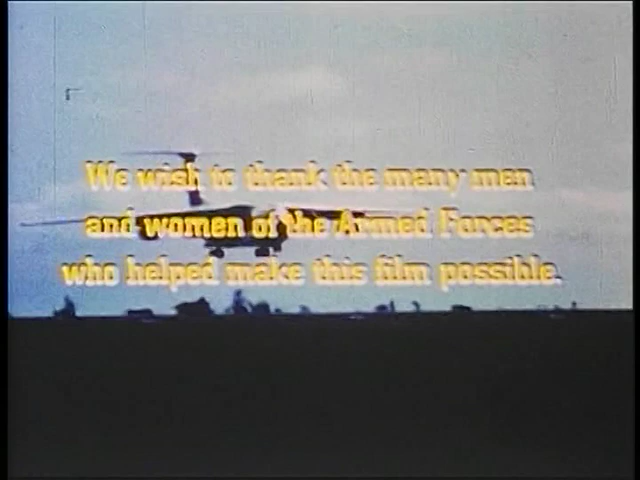 We wish to thank the many men
and women of the Armed Forces
who helped make this film possible.